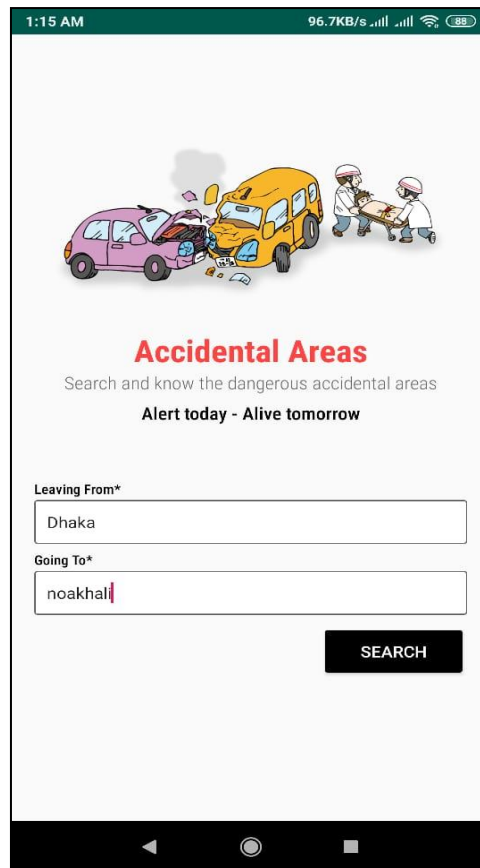 1:15 AM 96.7KB/s 88
Accidental Areas
Search and know the dangerous accidental areas
Alert today - Alive tomorrow
Leaving From*
Dhaka
Going To*
noakhali
SEARCH